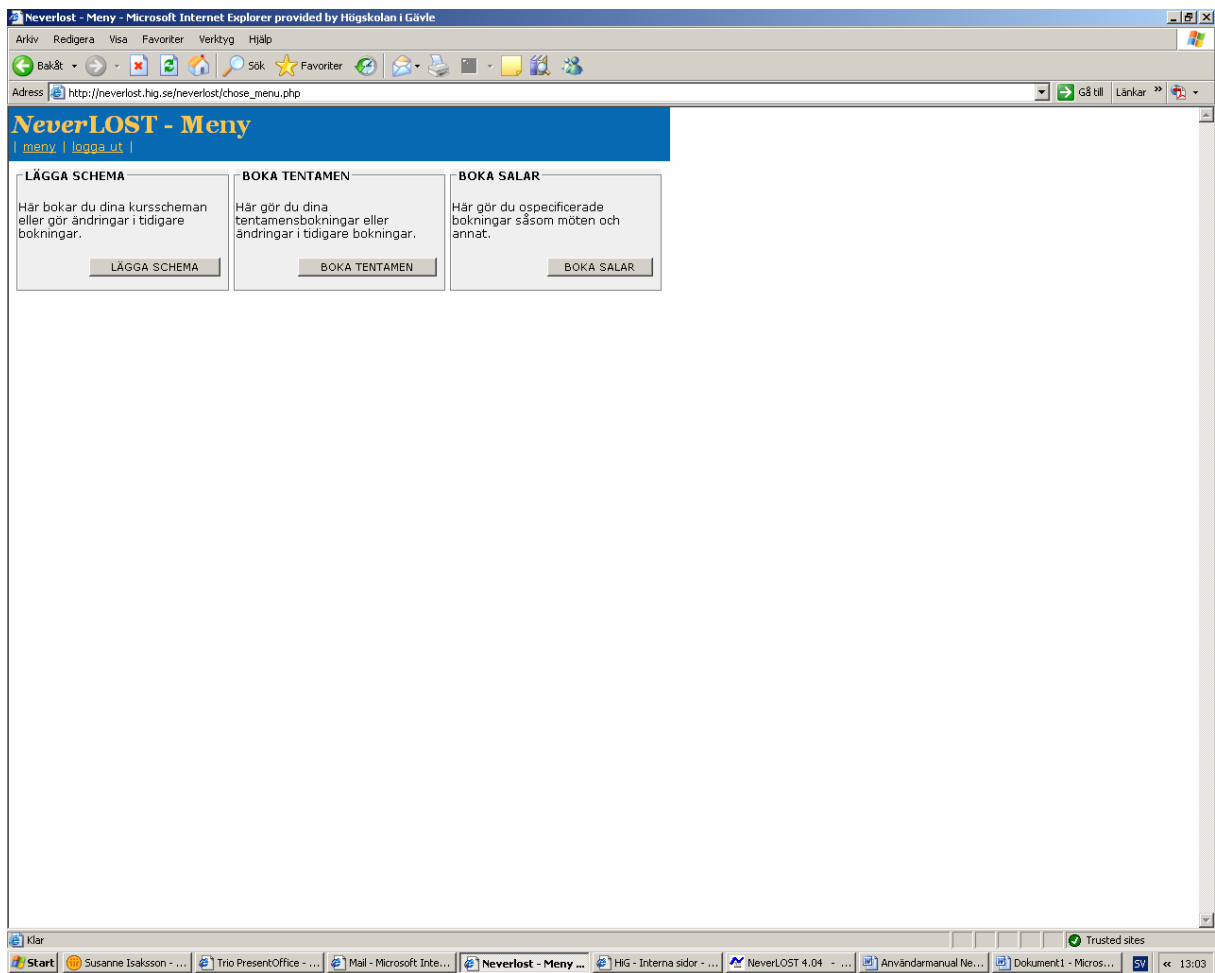 Neverlost - Meny - Microsoft Internet Explorer provided by Högskolan i Gävle
Arkiv Redigera Visa Favoriter Verktyg Hjälp
Bakåt Sök Favoriter
Adress http://neverlost.hig.se/neverlost/chose_menu.php Gå till Länkar »
NeverLOST - Meny
| meny | logga ut |
LÄGGA SCHEMA
Här bokar du dina kursscheman
eller gör ändringar i tidigare
bokningar.
LÄGGA SCHEMA
BOKA TENTAMEN
Här gör du dina
tentamensbokningar eller
ändringar i tidigare bokningar.
BOKA TENTAMEN
BOKA SALAR
Här gör du ospecificerade
bokningar såsom möten och
annat.
BOKA SALAR
Klar Trusted sites
Start Susanne Isaksson - ... Trio PresentOffice - ... Mail - Microsoft Inte... Neverlost - Meny ... HiG - Interna sidor - ... NeverLOST 4.04 - ... Användarmanual Ne... Dokument1 - Micros... SV « 13:03